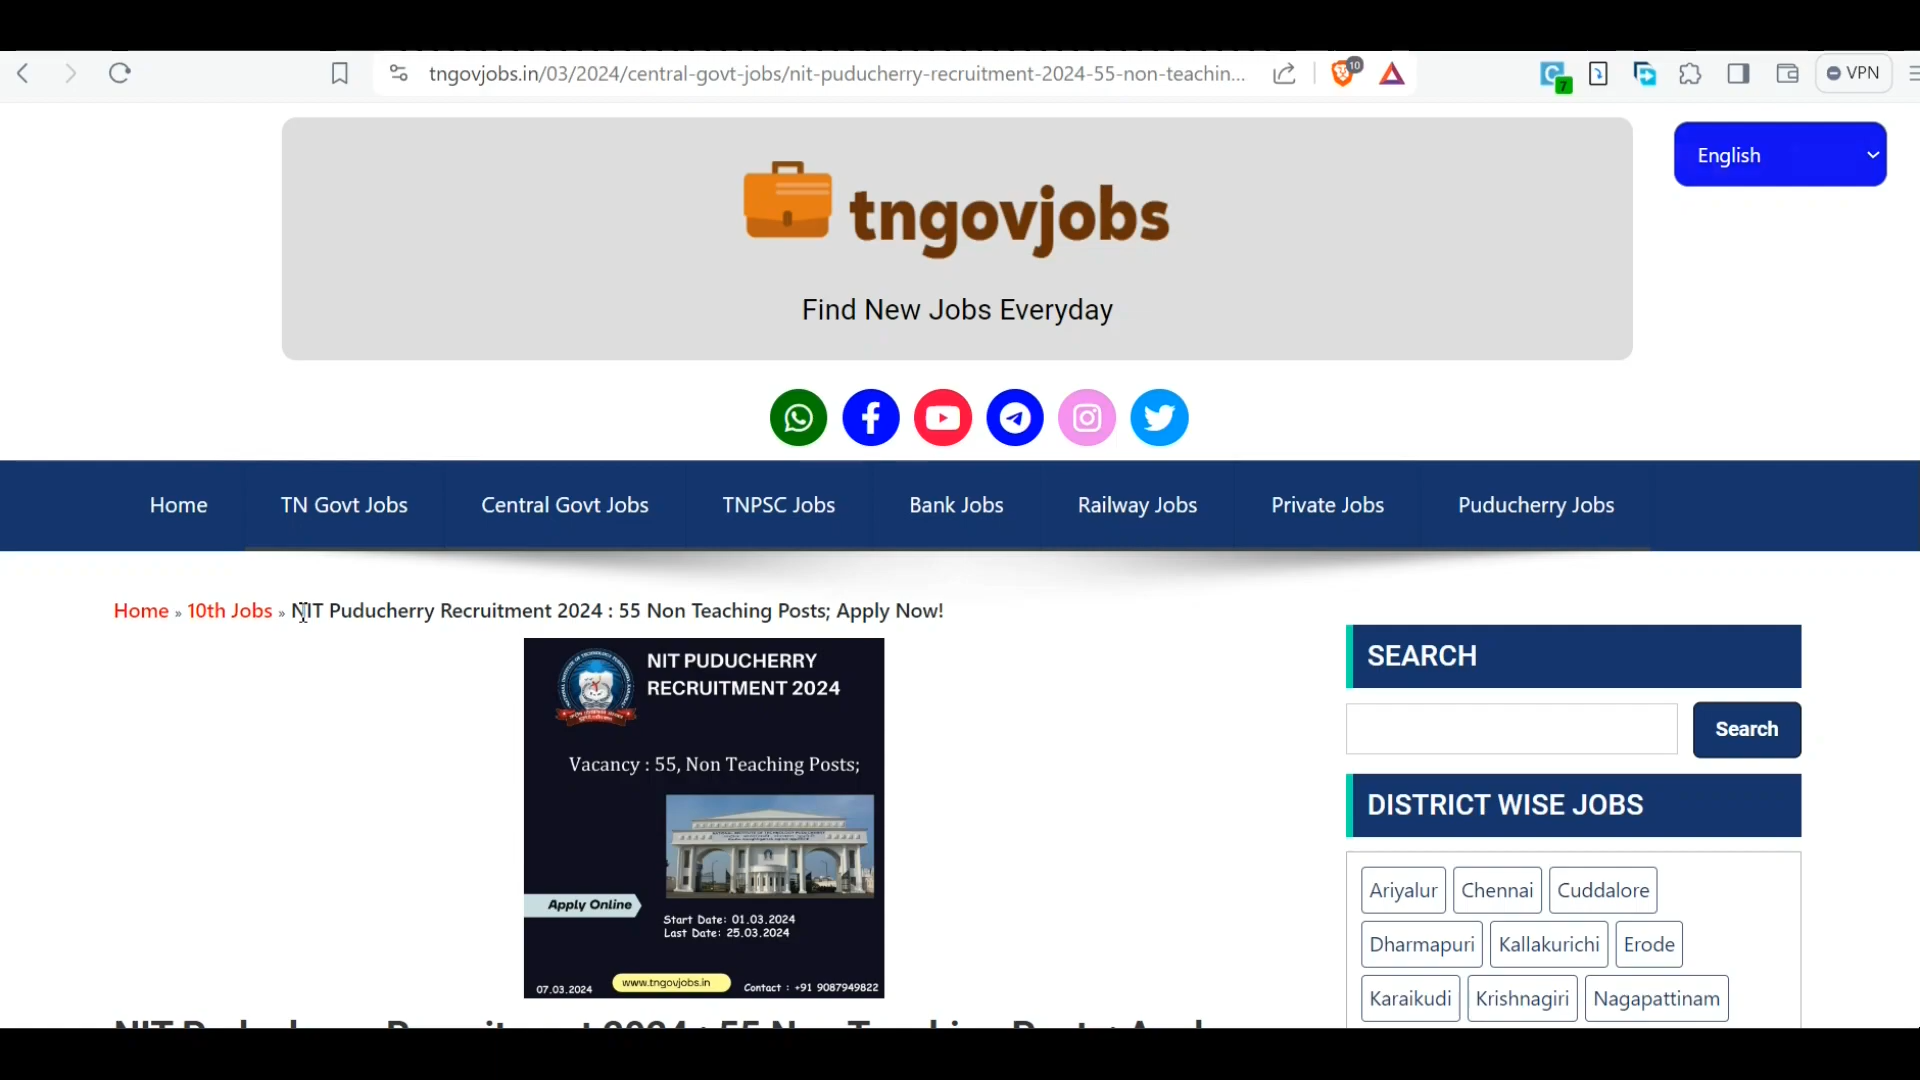 tngovjobs.in/03/2024/central-govt-jobs/nit-puducherry-recruitment-2024-55-non-teachin...
10
7
VPN
English
tngovjobs
Find New Jobs Everyday
Home
TN Govt Jobs
Central Govt Jobs
TNPSC Jobs
Bank Jobs
Railway Jobs
Private Jobs
Puducherry Jobs
Home » 10th Jobs » NIT Puducherry Recruitment 2024 : 55 Non Teaching Posts; Apply Now!
NIT PUDUCHERRY
RECRUITMENT 2024
Vacancy : 55, Non Teaching Posts;
Apply Online
Start Date: 01.03.2024
Last Date: 25.03.2024
07.03.2024
www.tngovjobs.in
Contact : +91 9087949822
SEARCH
Search
DISTRICT WISE JOBS
Ariyalur Chennai Cuddalore
Dharmapuri Kallakurichi Erode
Karaikudi Krishnagiri Nagapattinam